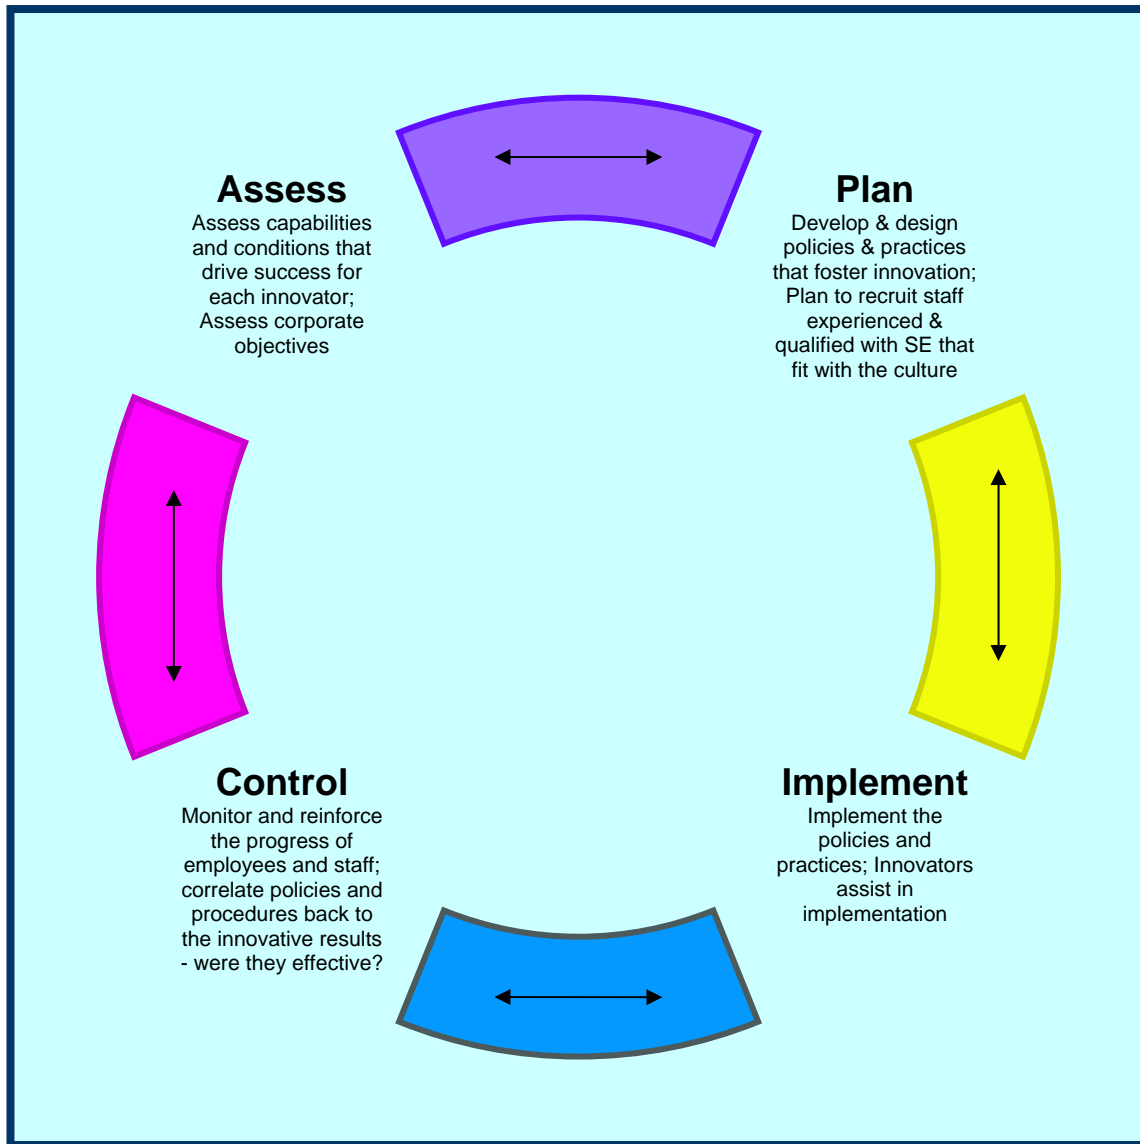 Assess
Assess capabilities
and conditions that
drive success for
each innovator;
Assess corporate
objectives
Plan
Develop & design
policies & practices
that foster innovation;
Plan to recruit staff
experienced &
qualified with SE that
fit with the culture
Control
Monitor and reinforce
the progress of
employees and staff;
correlate policies and
procedures back to
the innovative results
- were they effective?
Implement
Implement the
policies and
practices; Innovators
assist in
implementation